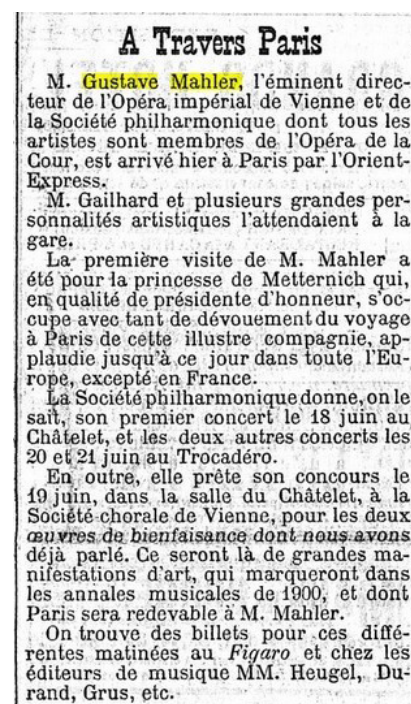 A Travers Paris
M. Gustave Mahler, l'éminent direc-
teur de l'Opéra impérial de Vienne et de
la Société philharmonique dont tous les
artistes sont membres de l'Opéra de la
Cour, est arrivé hier à Paris par l'Orient-
Express.
M. Gailhard et plusieurs grandes per-
sonnalités artistiques l'attendaient à la
gare.
La première visite de M. Mahler a
été pour la princesse de Metternich qui,
en qualité de présidente d'honneur, s'oc-
cupe avec tant de dévouement du voyage
à Paris de cette illustre compagnie, ap-
plaudie jusqu'à ce jour dans toute l'Eu-
rope, excepté en France.
La Société philharmonique donne, on le
sait, son premier concert le 18 juin au
Châtelet, et les deux autres concerts les
20 et 21 juin au Trocadéro.
En outre, elle prête son concours le
19 juin, dans la salle du Châtelet, à la
Société chorale de Vienne, pour les deux
œuvres de bienfaisance dont nous avons
déjà parlé. Ce seront là de grandes ma-
nifestations d'art, qui marqueront dans
les annales musicales de 1900, et dont
Paris sera redevable à M. Mahler.
On trouve des billets pour ces diffé-
rentes matinées au Figaro et chez les
éditeurs de musique MM. Heugel, Du-
rand, Grus, etc.